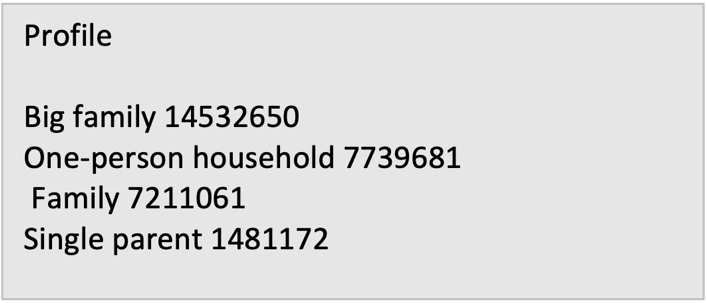 Profile
Big family 14532650
One-person household 7739681
Family 7211061
Single parent 1481172